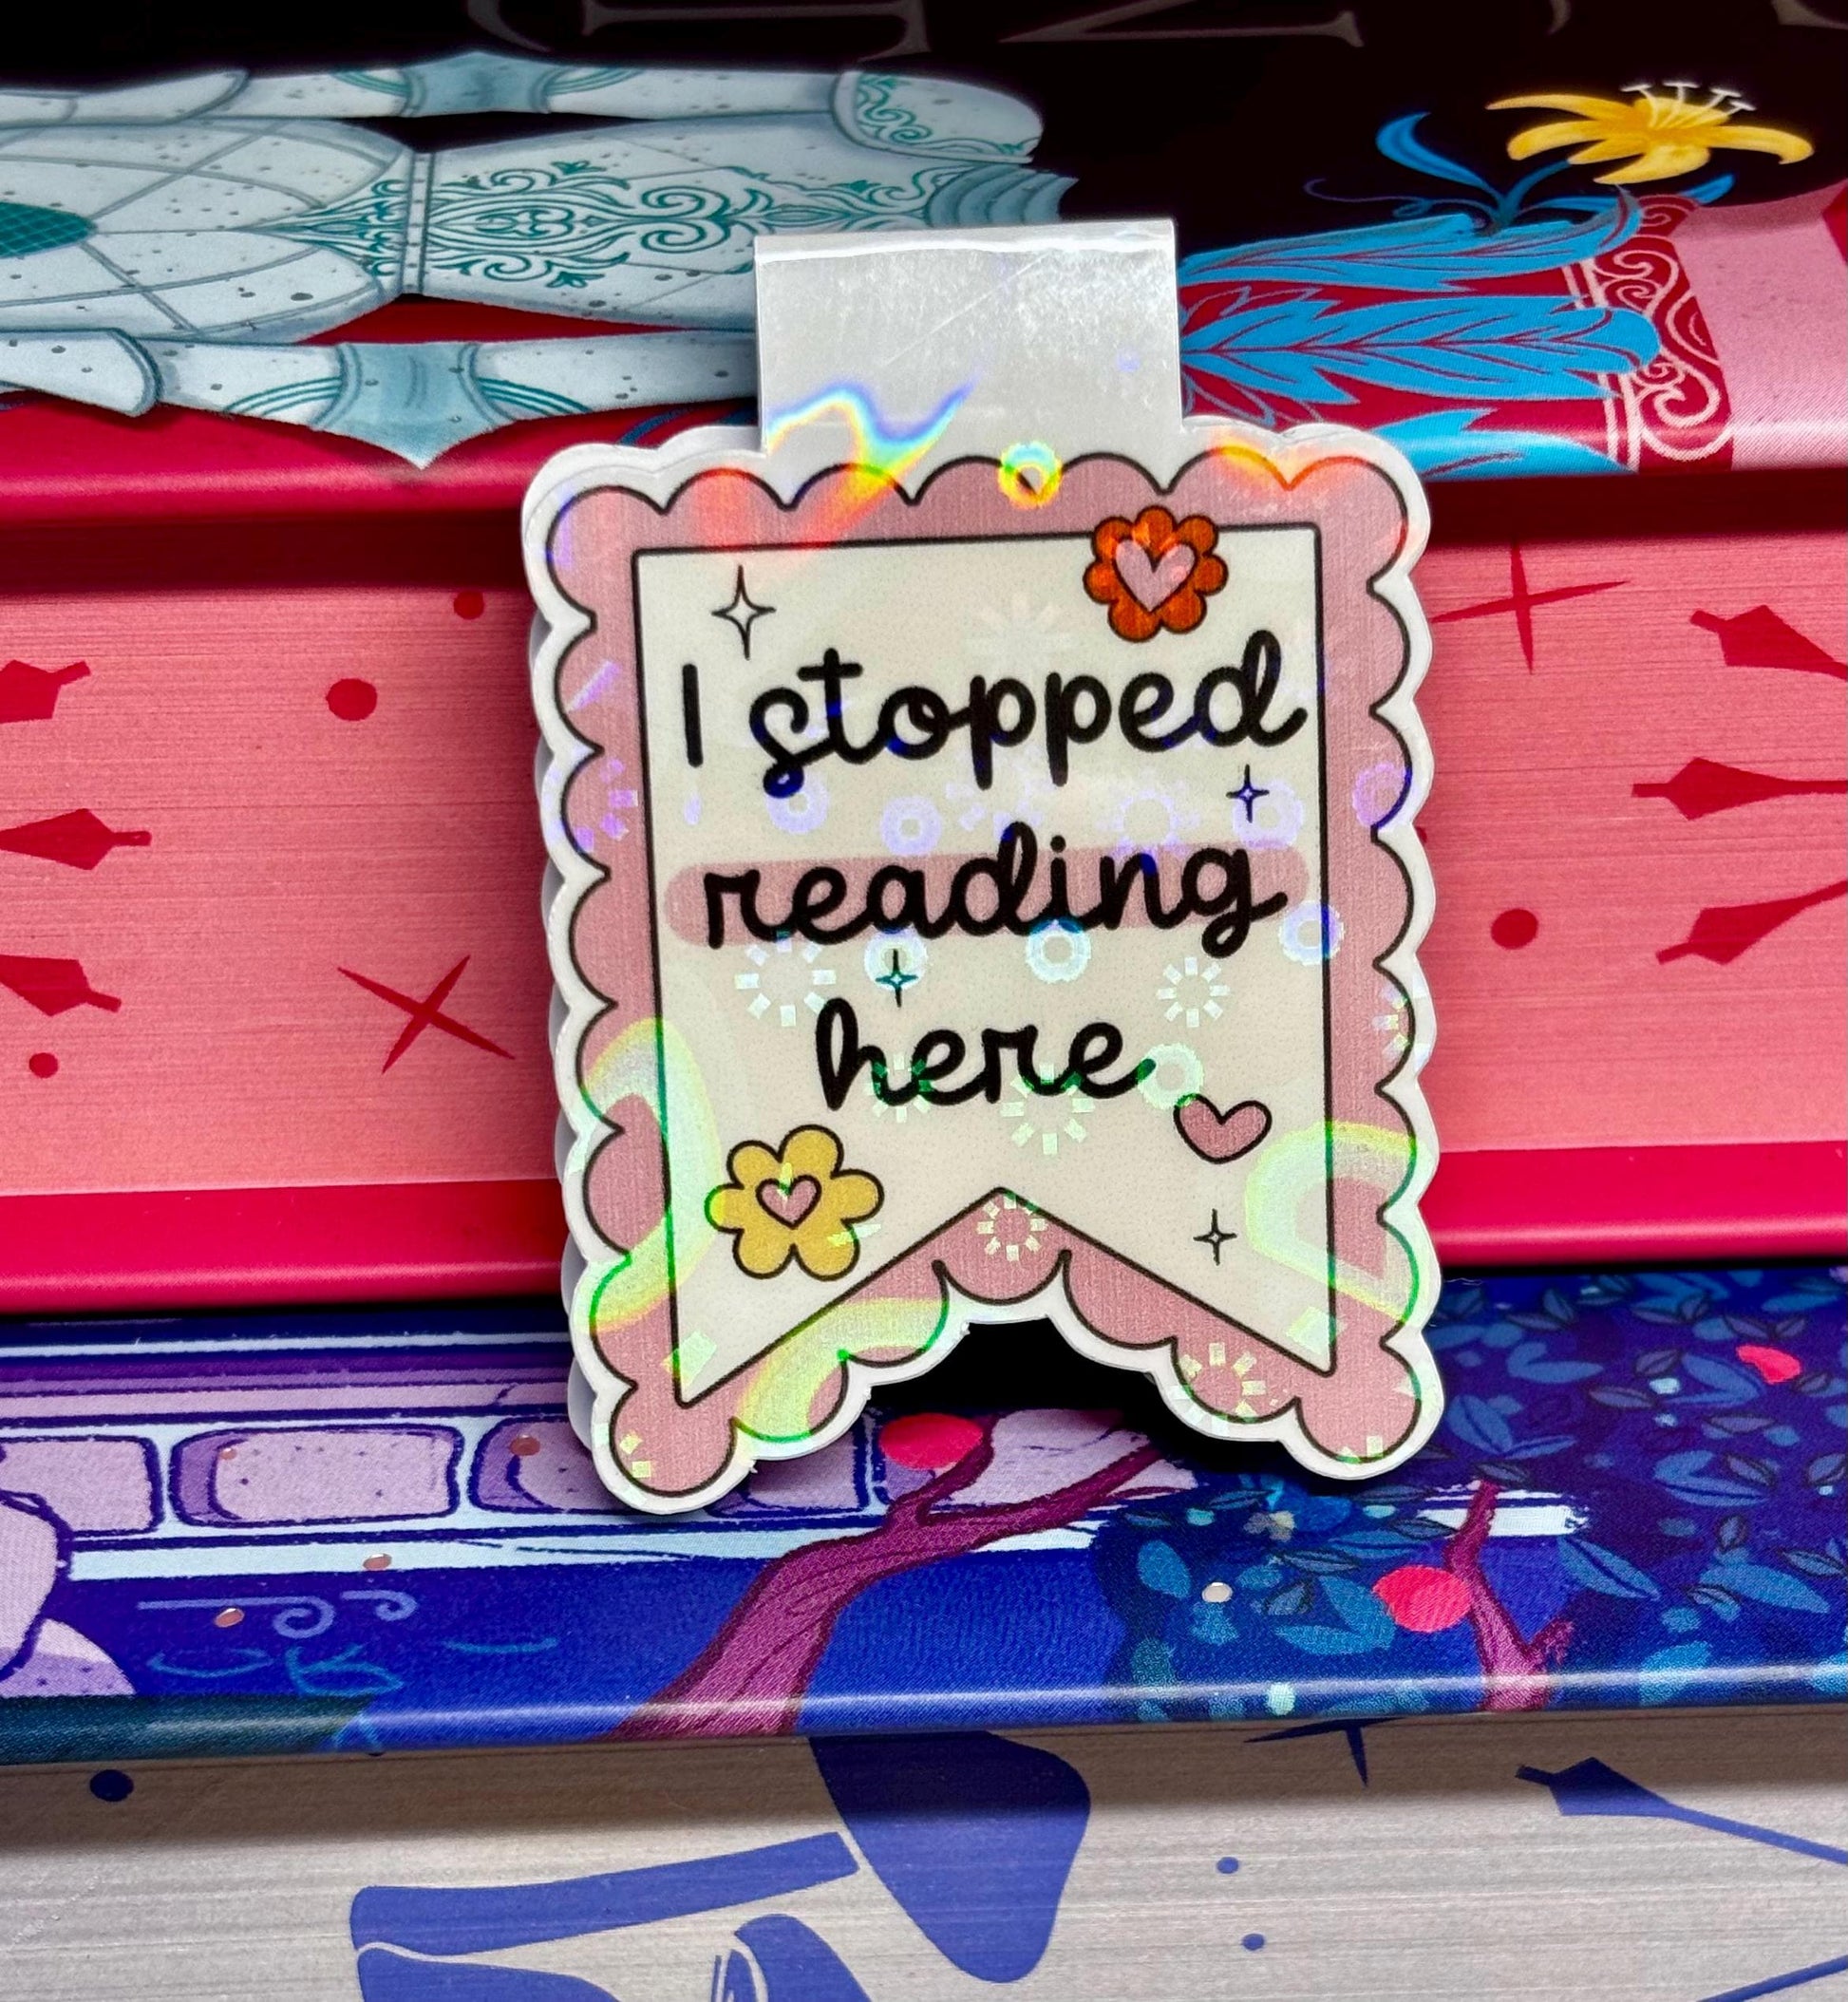 I stopped
reading
here